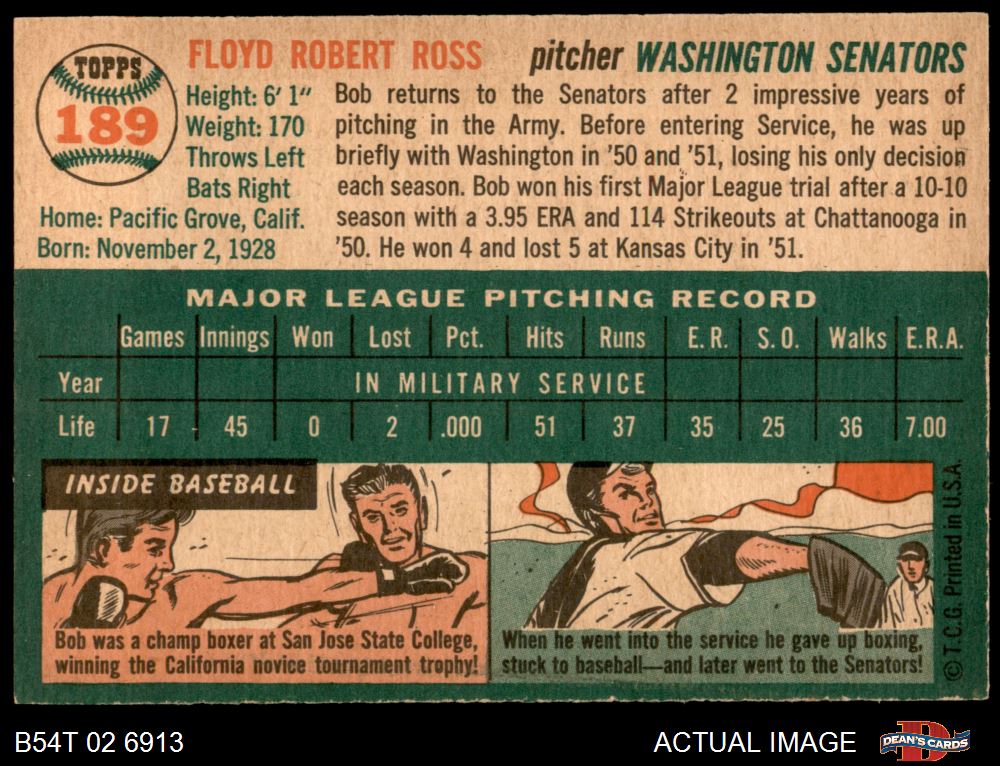 TOPPS
189
FLOYD ROBERT ROSS pitcher WASHINGTON SENATORS
Height: 6' 1"
Weight: 170
Throws Left
Bats Right
Home: Pacific Grove, Calif.
Born: November 2, 1928
Bob returns to the Senators after 2 impressive years of
pitching in the Army. Before entering Service, he was up
briefly with Washington in '50 and '51, losing his only decision
each season. Bob won his first Major League trial after a 10-10
season with a 3.95 ERA and 114 Strikeouts at Chattanooga in
'50. He won 4 and lost 5 at Kansas City in '51.
MAJOR LEAGUE PITCHING RECORD
Games Innings Won Lost Pct. Hits Runs E.R. S.O. Walks E.R.A.
Year IN MILITARY SERVICE
Life 17 45 0 2 .000 51 37 35 25 36 7.00
INSIDE BASEBALL
Bob was a champ boxer at San Jose State College,
winning the California novice tournament trophy!
When he went into the service he gave up boxing,
stuck to baseball—and later went to the Senators!
© T.C.G. Printed in U.S.A.
B54T 02 6913
ACTUAL IMAGE
D
DEAN'S CARDS